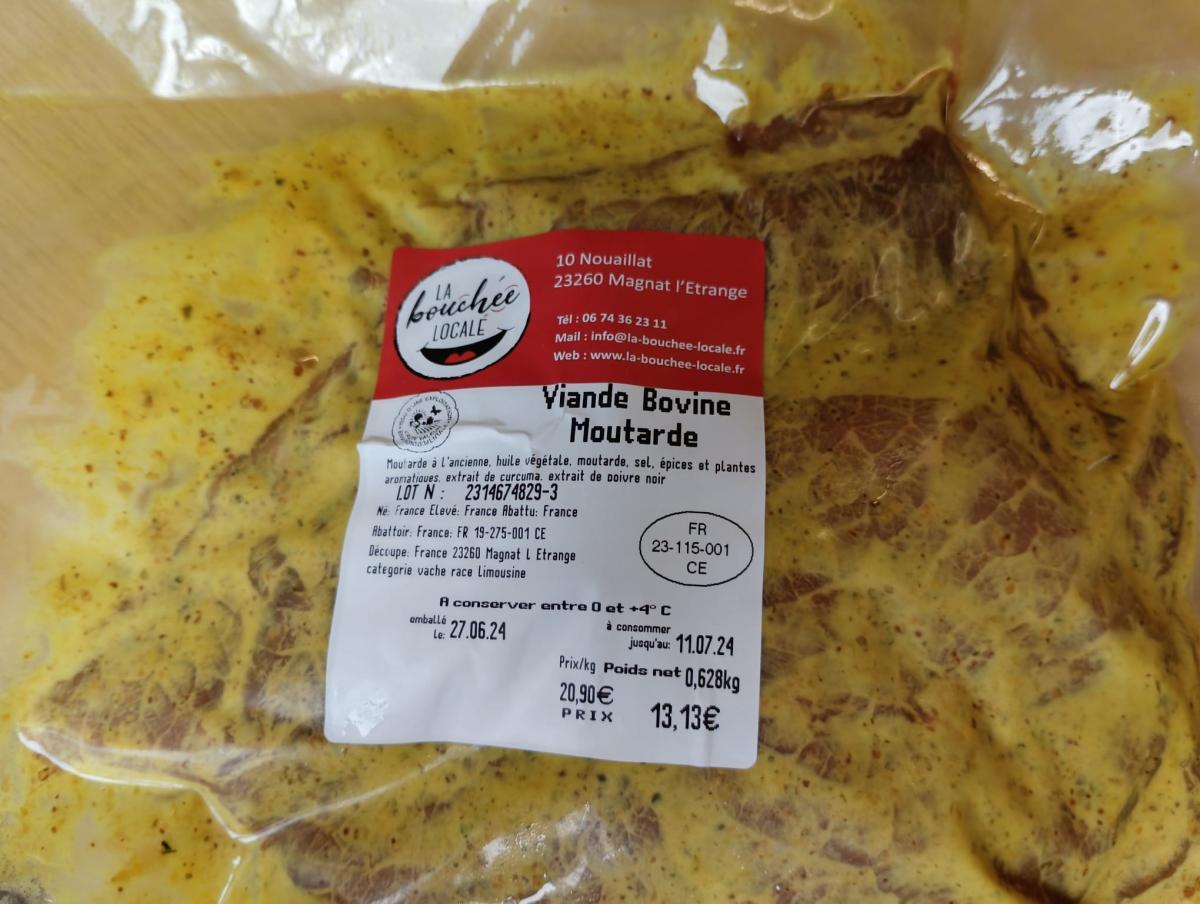 LA
bouchée
LOCALE
10 Nouaillat
23260 Magnat l'Etrange
Tél : 06 74 36 23 11
Mail : info@la-bouchee-locale.fr
Web : www.la-bouchee-locale.fr
Viande Bovine
Moutarde
Moutarde à l'ancienne, huile végétale, moutarde, sel, épices et plantes
aromatiques, extrait de curcuma, extrait de poivre noir
LOT N : 2314674829-3
Né: France Elevé: France Abattu: France
Abattoir: France: FR 19-275-001 CE
Découpe: France 23260 Magnat L Etrange
categorie vache race Limousine
FR
23-115-001
CE
A conserver entre 0 et +4° C
emballé
Le: 27.06.24
à consommer
jusqu'au: 11.07.24
Prix/kg Poids net 0,628kg
20,90€
PRIX 13,13€